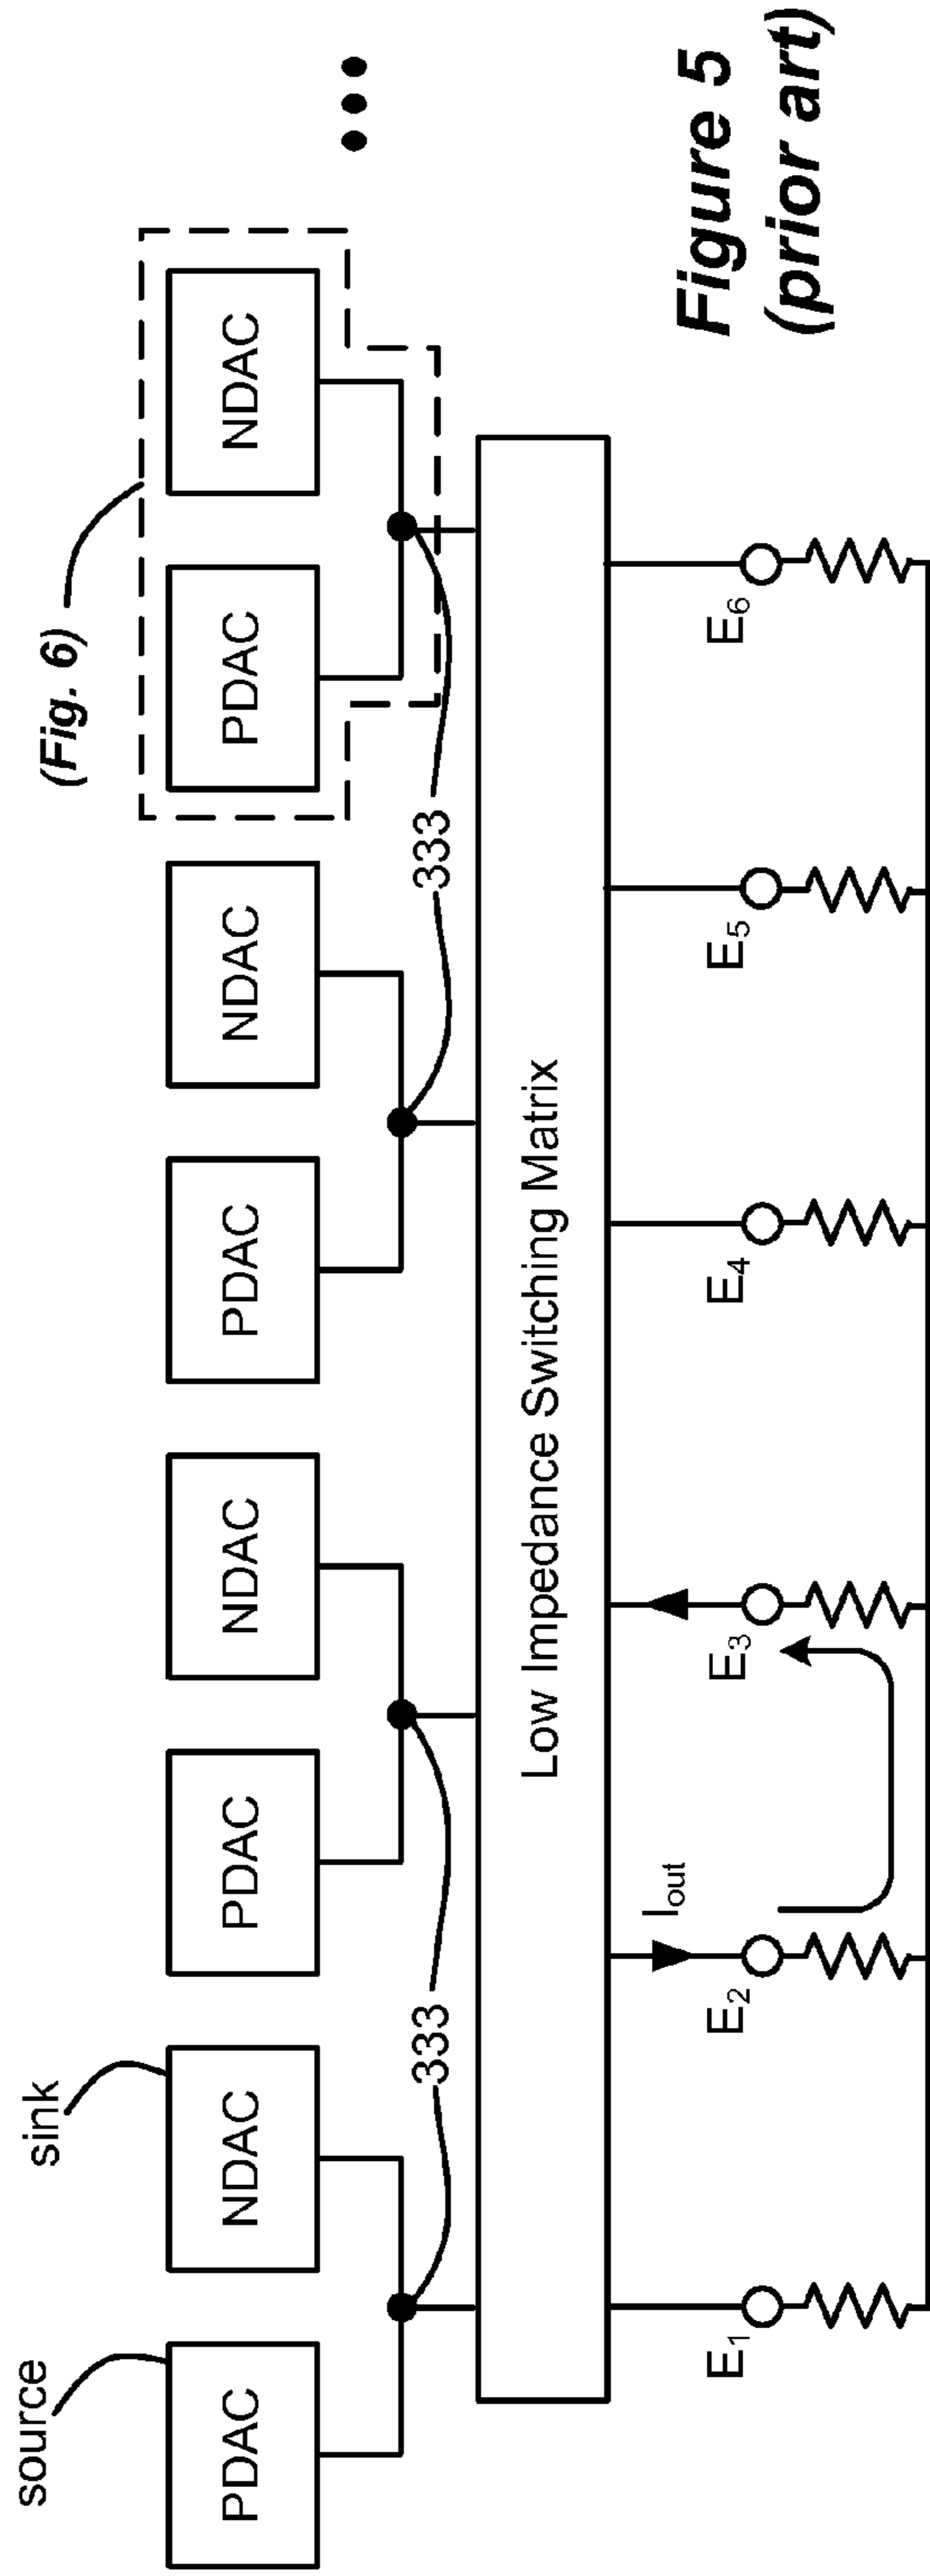 source
sink
(Fig. 6)
PDAC
NDAC
PDAC
NDAC
PDAC
NDAC
PDAC
NDAC
333
333
Low Impedance Switching Matrix
Iout
E1
E2
E3
E4
E5
E6
Figure 5
(prior art)